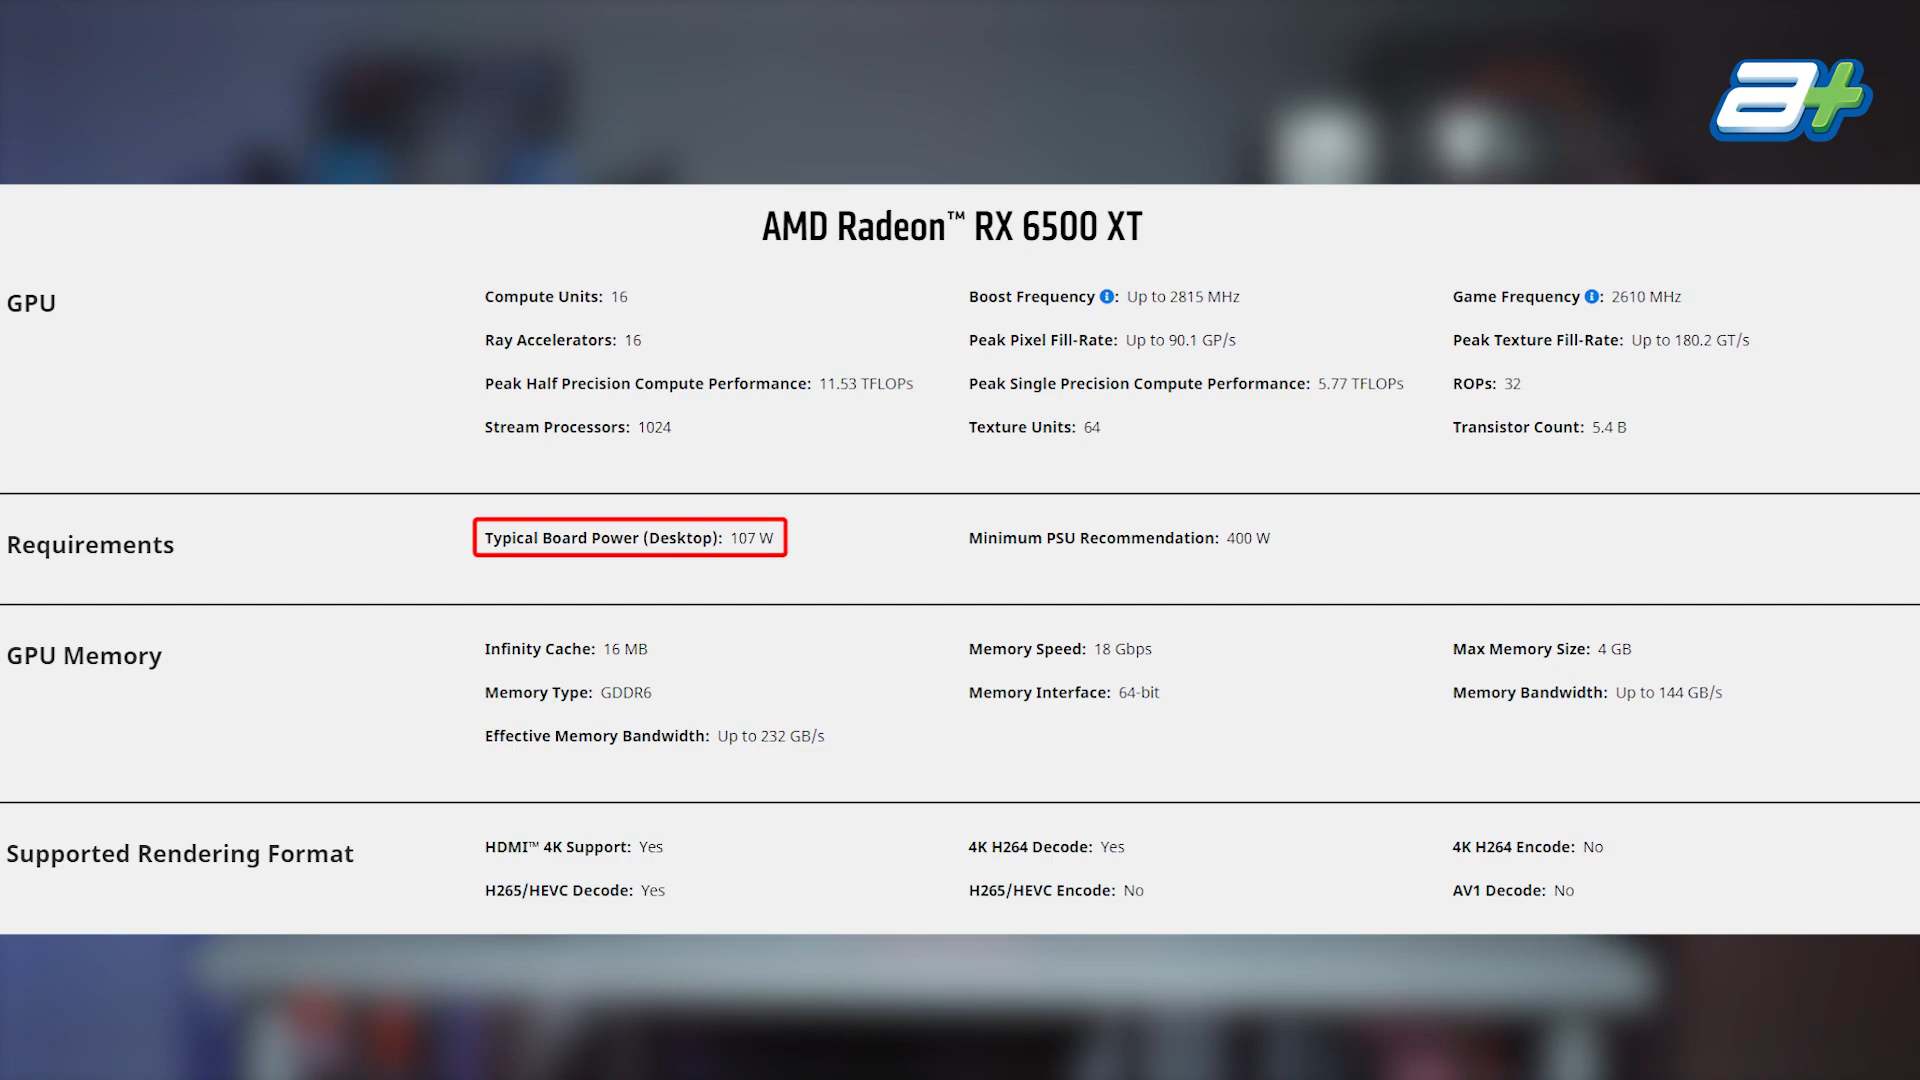 a+
AMD Radeon™ RX 6500 XT
GPU
Compute Units: 16
Boost Frequency : Up to 2815 MHz
Game Frequency : 2610 MHz
Ray Accelerators: 16
Peak Pixel Fill-Rate: Up to 90.1 GP/s
Peak Texture Fill-Rate: Up to 180.2 GT/s
Peak Half Precision Compute Performance: 11.53 TFLOPs
Peak Single Precision Compute Performance: 5.77 TFLOPs
ROPs: 32
Stream Processors: 1024
Texture Units: 64
Transistor Count: 5.4 B
Requirements
Typical Board Power (Desktop): 107 W
Minimum PSU Recommendation: 400 W
GPU Memory
Infinity Cache: 16 MB
Memory Speed: 18 Gbps
Max Memory Size: 4 GB
Memory Type: GDDR6
Memory Interface: 64-bit
Memory Bandwidth: Up to 144 GB/s
Effective Memory Bandwidth: Up to 232 GB/s
Supported Rendering Format
HDMI™ 4K Support: Yes
4K H264 Decode: Yes
4K H264 Encode: No
H265/HEVC Decode: Yes
H265/HEVC Encode: No
AV1 Decode: No